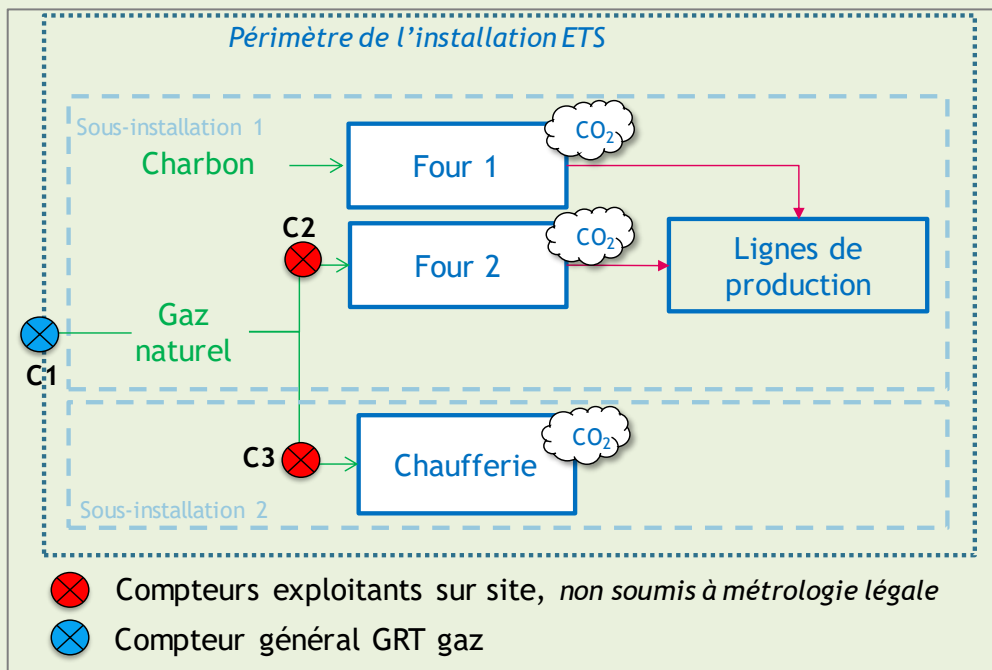 Périmètre de l'installation ETS
Sous-installation 1
CO₂
Charbon
Four 1
C2
CO₂
Four 2
Lignes de
production
Gaz
naturel
C1
CO₂
C3
Chaufferie
Sous-installation 2
Compteurs exploitants sur site, non soumis à métrologie légale
Compteur général GRT gaz